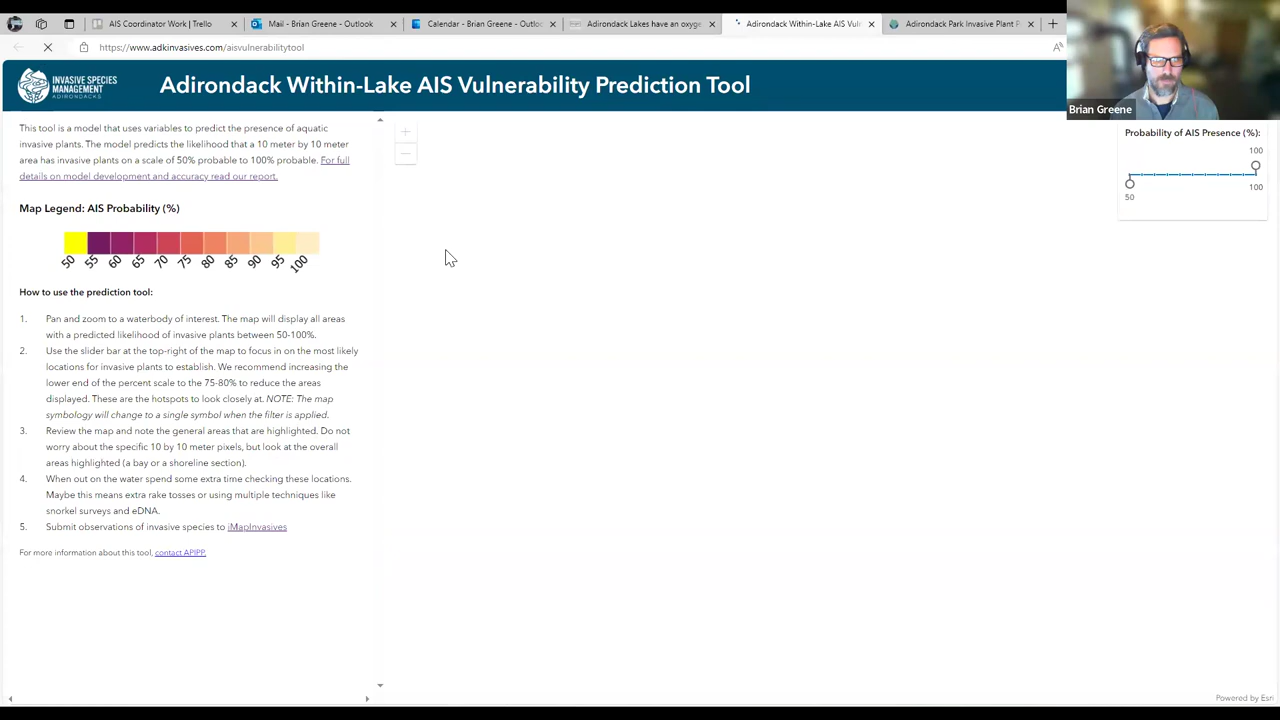 AIS Coordinator Work | Trello
Mail - Brian Greene - Outlook
Calendar - Brian Greene - Outloo
Adirondack Lakes have an oxyge
Adirondack Within-Lake AIS Vuln
Adirondack Park Invasive Plant P
https://www.adkinvasives.com/aisvulnerabilitytool
INVASIVE SPECIES
MANAGEMENT
ADIRONDACKS
Adirondack Within-Lake AIS Vulnerability Prediction Tool
Brian Greene
This tool is a model that uses variables to predict the presence of aquatic
invasive plants. The model predicts the likelihood that a 10 meter by 10 meter
area has invasive plants on a scale of 50% probable to 100% probable. For full
details on model development and accuracy read our report.
Map Legend: AIS Probability (%)
50 55 60 65 70 75 80 85 90 95 100
How to use the prediction tool:
1. Pan and zoom to a waterbody of interest. The map will display all areas
with a predicted likelihood of invasive plants between 50-100%.
2. Use the slider bar at the top-right of the map to focus in on the most likely
locations for invasive plants to establish. We recommend increasing the
lower end of the percent scale to the 75-80% to reduce the areas
displayed. These are the hotspots to look closely at. NOTE: The map
symbology will change to a single symbol when the filter is applied.
3. Review the map and note the general areas that are highlighted. Do not
worry about the specific 10 by 10 meter pixels, but look at the overall
areas highlighted (a bay or a shoreline section).
4. When out on the water spend some extra time checking these locations.
Maybe this means extra rake tosses or using multiple techniques like
snorkel surveys and eDNA.
5. Submit observations of invasive species to iMapInvasives
For more information about this tool, contact APIPP.
Probability of AIS Presence (%):
100
50
100
Powered by Esri